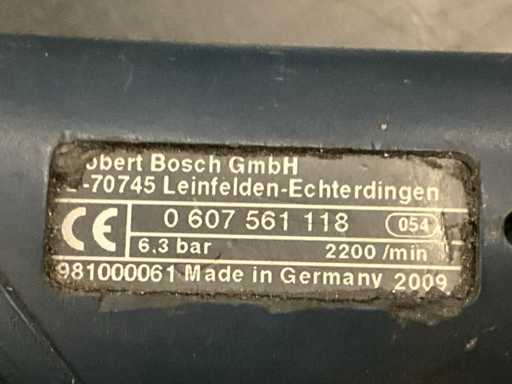 obert Bosch GmbH
-70745 Leinfelden-Echterdingen
CE 0 607 561 118 054
6,3 bar 2200 /min
981000061 Made in Germany 2009